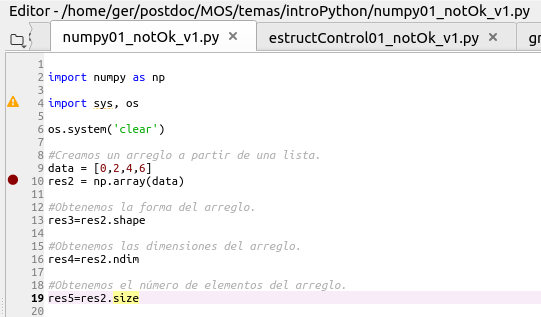 Editor - /home/ger/postdoc/MOS/temas/introPython/numpy01_notOk_v1.py
numpy01_notOk_v1.py × estructControl01_notOk_v1.py × gr
1
2 import numpy as np
3
4 import sys, os
5
6 os.system('clear')
7
8 #Creamos un arreglo a partir de una lista.
9 data = [0,2,4,6]
10 res2 = np.array(data)
11
12 #Obtenemos la forma del arreglo.
13 res3=res2.shape
14
15 #Obtenemos las dimensiones del arreglo.
16 res4=res2.ndim
17
18 #Obtenemos el número de elementos del arreglo.
19 res5=res2.size
20